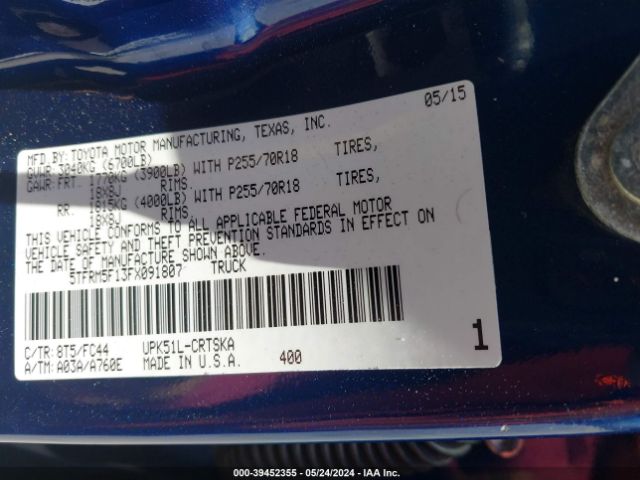 05/15
MFD.BY:TOYOTA MOTOR MANUFACTURING, TEXAS, INC.
GVWR 3040KG (6700LB)
GAWR:FRT. 1770KG (3900LB) WITH P255/70R18 TIRES,
18X8J RIMS.
RR. 1815KG (4000LB) WITH P255/70R18 TIRES,
18X8J RIMS.
THIS VEHICLE CONFORMS TO ALL APPLICABLE FEDERAL MOTOR
VEHICLE SAFETY AND THEFT PREVENTION STANDARDS IN EFFECT ON
THE DATE OF MANUFACTURE SHOWN ABOVE.
5TFRM5F13FX091807 TRUCK
C/TR:8T5/FC44 UPK51L-CRTSKA
A/TM:A03A/A760E MADE IN U.S.A. 400 1
000-39452355 - 05/24/2024 - IAA Inc.